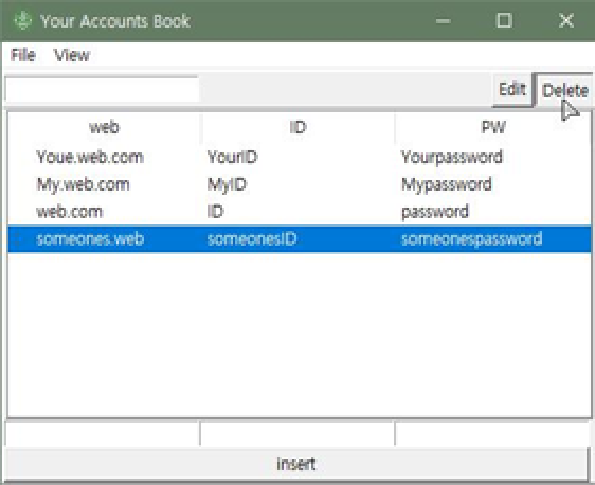 Your Accounts Book
File View
Edit Delete
web ID PW
Youe.web.com YourID Yourpassword
My.web.com MyID Mypassword
web.com ID password
someones.web someonesID someonespassword
insert